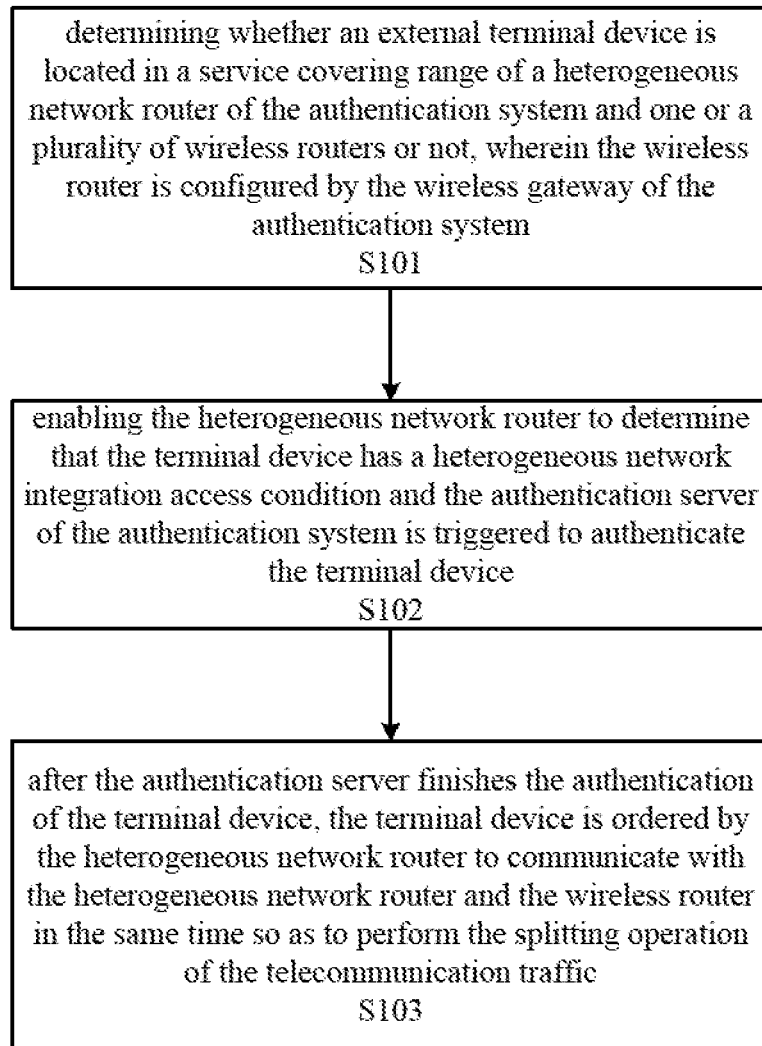 determining whether an external terminal device is
located in a service covering range of a heterogeneous
network router of the authentication system and one or a
plurality of wireless routers or not, wherein the wireless
router is configured by the wireless gateway of the
authentication system
S101
enabling the heterogeneous network router to determine
that the terminal device has a heterogeneous network
integration access condition and the authentication server
of the authentication system is triggered to authenticate
the terminal device
S102
after the authentication server finishes the authentication
of the terminal device, the terminal device is ordered by
the heterogeneous network router to communicate with
the heterogeneous network router and the wireless router
in the same time so as to perform the splitting operation
of the telecommunication traffic
S103